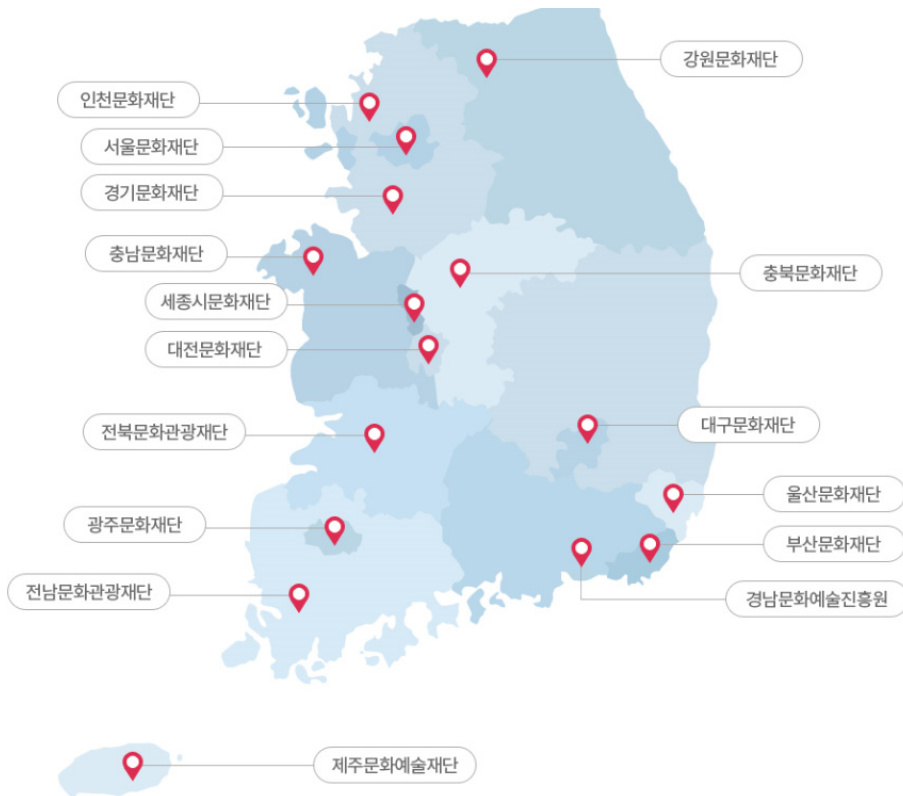 강원문화재단
인천문화재단
서울문화재단
경기문화재단
충남문화재단
충북문화재단
세종시문화재단
대전문화재단
대구문화재단
전북문화관광재단
울산문화재단
광주문화재단
부산문화재단
전남문화관광재단
경남문화예술진흥원
제주문화예술재단